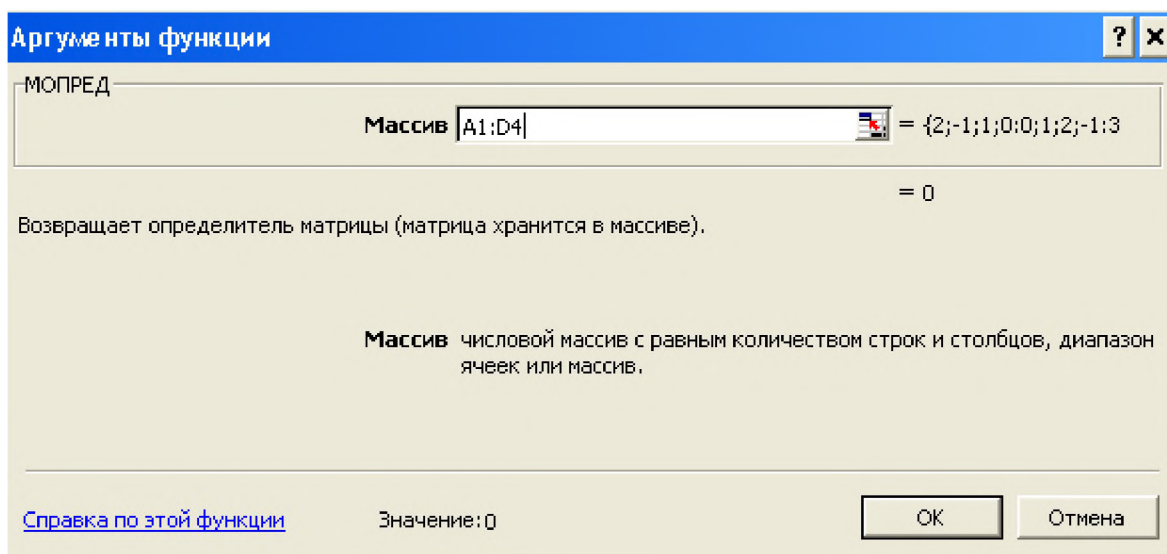 Аргументы функции
МОПРЕД
Массив A1:D4 = {2;-1;1;0:0;1;2;-1:3
= 0
Возвращает определитель матрицы (матрица хранится в массиве).
Массив числовой массив с равным количеством строк и столбцов, диапазон
ячеек или массив.
Справка по этой функции Значение:0 ОК Отмена